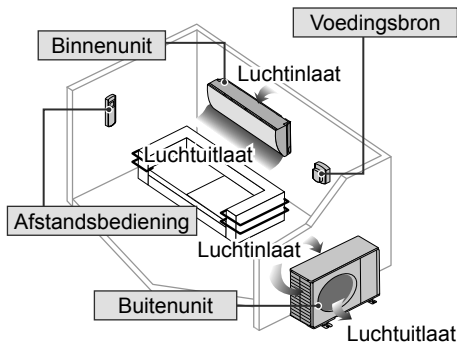 Voedingsbron
Binnenunit
Luchtinlaat
Luchtuitlaat
Afstandsbediening
Luchtinlaat
Buitenunit
Luchtuitlaat